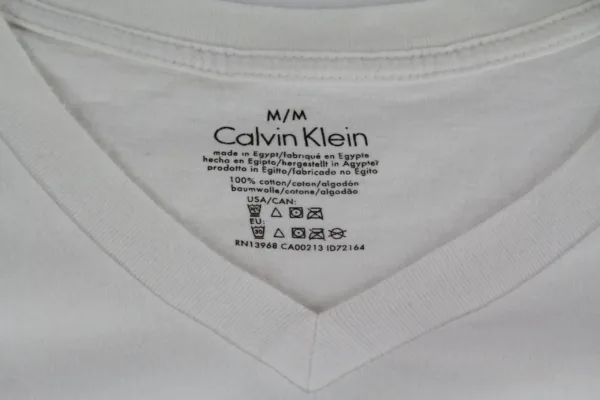 M/M
Calvin Klein
made in Egypt/fabriqué en Egypte
hecho en Egipto/hergestellt in Ägypten
prodotto in Egitto/fabricado no Egito
100% cotton/coton/algodón
baumwolle/cotone/algodão
USA/CAN:
EU:
30
RN13968 CA00213 ID72164